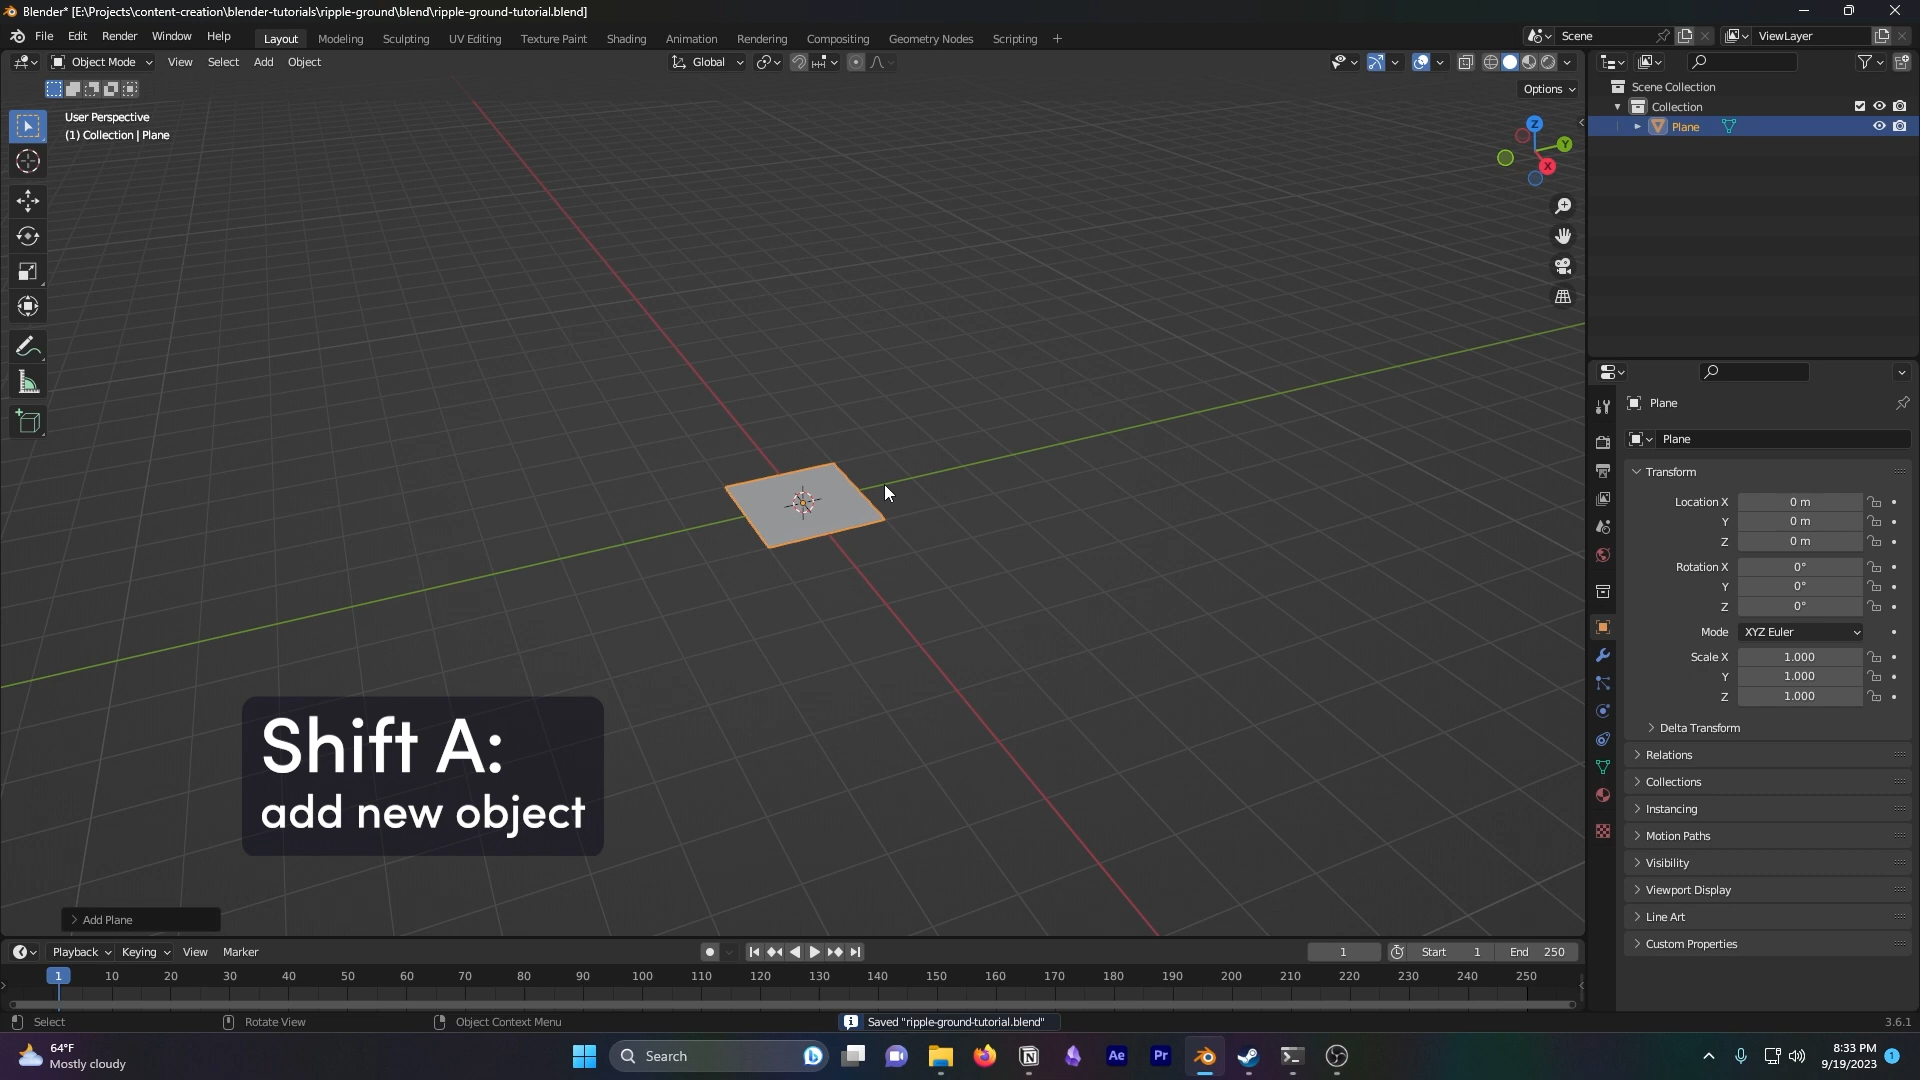 Blender* [E:\Projects\content-creation\blender-tutorials\ripple-ground\blend\ripple-ground-tutorial.blend]
File Edit Render Window Help Layout Modeling Sculpting UV Editing Texture Paint Shading Animation Rendering Compositing Geometry Nodes Scripting + Scene ViewLayer
Object Mode View Select Add Object Global
Options
User Perspective
(1) Collection | Plane
Z
Y
X
Scene Collection
Collection
Plane
Plane
Plane
Transform
Location X 0 m
Y 0 m
Z 0 m
Rotation X 0°
Y 0°
Z 0°
Mode XYZ Euler
Scale X 1.000
Y 1.000
Z 1.000
Delta Transform
Relations
Collections
Instancing
Motion Paths
Visibility
Viewport Display
Line Art
Custom Properties
Shift A:
add new object
Add Plane
Playback Keying View Marker 1 Start 1 End 250
1 10 20 30 40 50 60 70 80 90 100 110 120 130 140 150 160 170 180 190 200 210 220 230 240 250
Select Rotate View Object Context Menu Saved "ripple-ground-tutorial.blend" 3.6.1
64°F
Mostly cloudy
Search
Ae
Pr
8:33 PM
9/19/2023
1